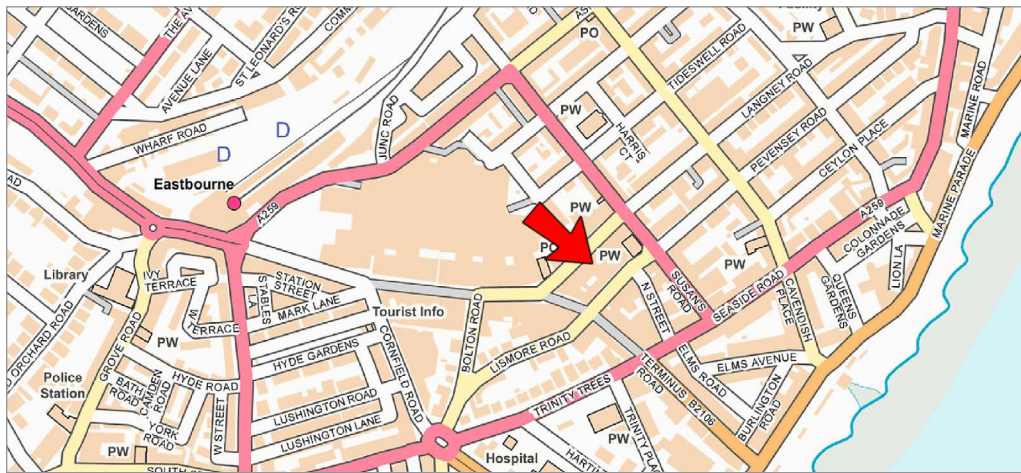 GARDENS
THE AV
AVENUE LANE
ST LEONARD'S RO
COMM
WHARF ROAD
D
D
Eastbourne
A259
JUNC ROAD
AS
PO
PW
TIDESWELL ROAD
LANGNEY ROAD
PEVENSEY ROAD
CEYLON PLACE
PW
HARRIS CT
MARINE ROAD
MARINE PARADE
A259
COLONNADE GARDENS
LION LA
QUEENS GARDENS
CAVENDISH PLACE
SEASIDE ROAD
PW
SUSAN'S ROAD
PW
PW
PO
N STREET
Library
IVY TERRACE
W TERRACE
STABLES LA
STATION STREET
MARK LANE
Tourist Info
HYDE GARDENS
CORNFIELD ROAD
BOLTON ROAD
LISMORE ROAD
ORCHARD ROAD
GROVE ROAD
PW
Police
Station
BATH ROAD
CAMDEN ROAD
HYDE ROAD
W STREET
YORK ROAD
PW
LUSHINGTON ROAD
LUSHINGTON LANE
TRINITY TREES
TERMINUS ROAD
B2106
ELMS ROAD
ELMS AVENUE
BURLINGTON ROAD
TRINITY PLACE
PW
Hospital
HARTI
SOUTH S